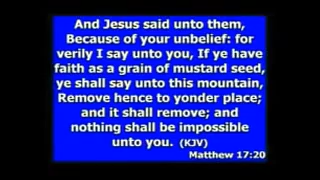 And Jesus said unto them,
Because of your unbelief: for
verily I say unto you, If ye have
faith as a grain of mustard seed,
ye shall say unto this mountain,
Remove hence to yonder place;
and it shall remove; and
nothing shall be impossible
unto you. (KJV)
Matthew 17:20